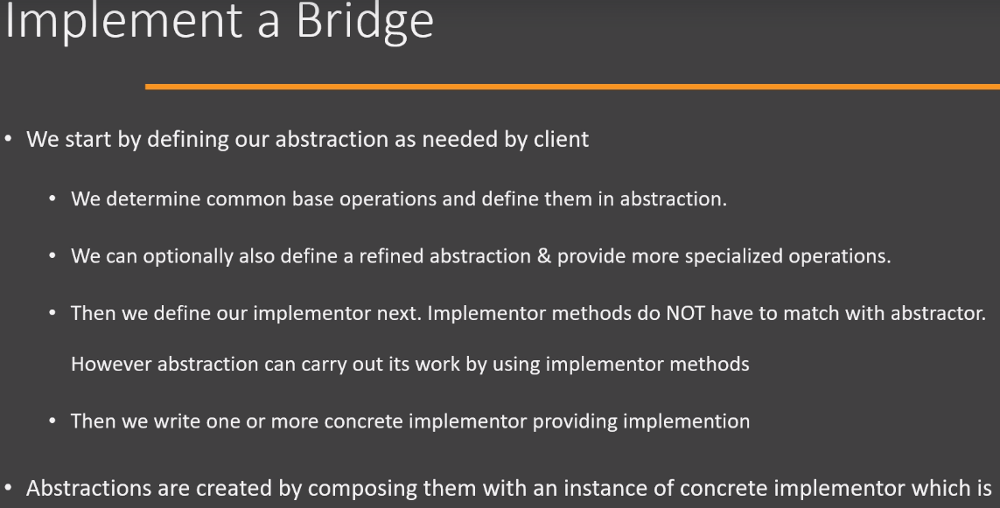 Implement a Bridge
• We start by defining our abstraction as needed by client
• We determine common base operations and define them in abstraction.
• We can optionally also define a refined abstraction & provide more specialized operations.
• Then we define our implementor next. Implementor methods do NOT have to match with abstractor.
However abstraction can carry out its work by using implementor methods
• Then we write one or more concrete implementor providing implemention
• Abstractions are created by composing them with an instance of concrete implementor which is